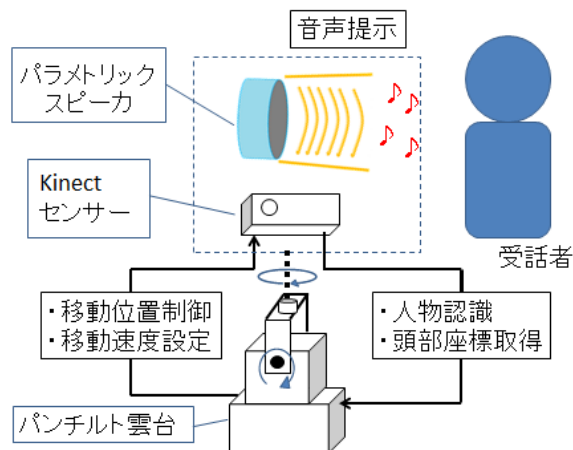 音声提示
パラメトリック
スピーカ
Kinect
センサー
受話者
・移動位置制御
・移動速度設定
・人物認識
・頭部座標取得
パンチルト雲台